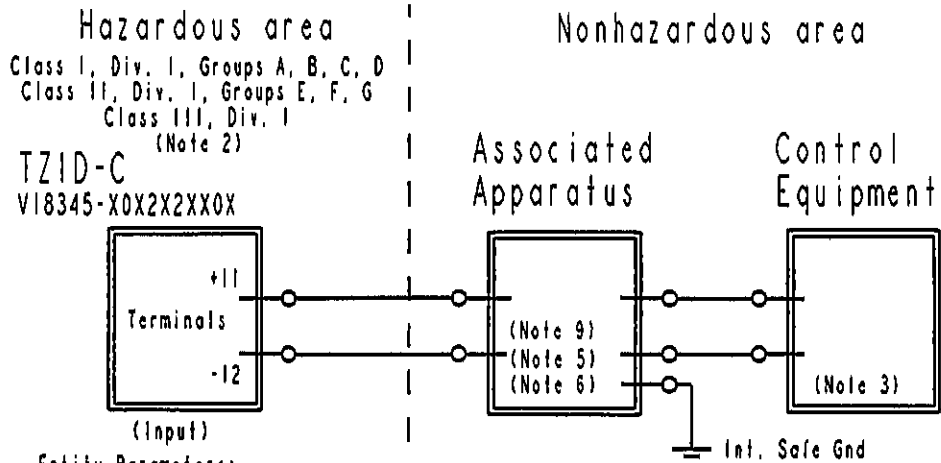 Hazardous area
Nonhazardous area
Class I, Div. I, Groups A, B, C, D
Class II, Div. I, Groups E, F, G
Class III, Div. I
(Note 2)
TZID-C
V18345-X0X2X2XX0X
Associated
Apparatus
Control
Equipment
+11
Terminals
-12
(Note 9)
(Note 5)
(Note 6)
(Note 3)
(Input)
Int. Safe Gnd
Entity Parameters: